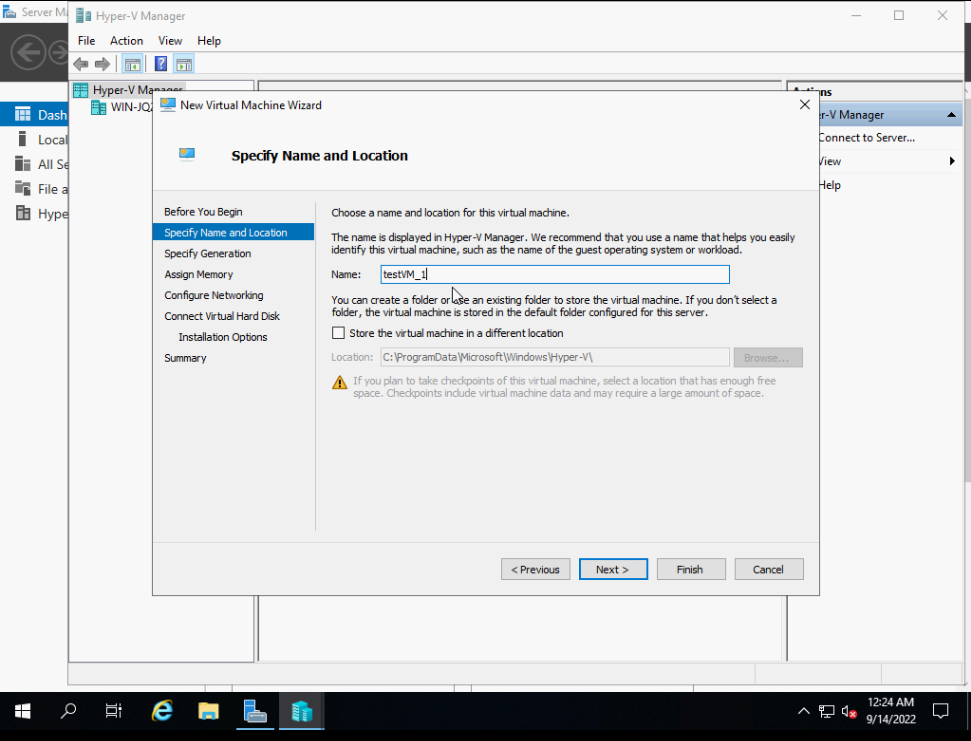 Server Ma
Hyper-V Manager
File Action View Help
Hyper-V Manager
WIN-JQ
Dash
Local
All Se
File a
Hype
New Virtual Machine Wizard
Specify Name and Location
Before You Begin
Specify Name and Location
Specify Generation
Assign Memory
Configure Networking
Connect Virtual Hard Disk
Installation Options
Summary
Choose a name and location for this virtual machine.
The name is displayed in Hyper-V Manager. We recommend that you use a name that helps you easily
identify this virtual machine, such as the name of the guest operating system or workload.
Name: testVM_1
You can create a folder or use an existing folder to store the virtual machine. If you don't select a
folder, the virtual machine is stored in the default folder configured for this server.
Store the virtual machine in a different location
Location: C:\ProgramData\Microsoft\Windows\Hyper-V\ Browse...
If you plan to take checkpoints of this virtual machine, select a location that has enough free
space. Checkpoints include virtual machine data and may require a large amount of space.
< Previous Next > Finish Cancel
Actions
er-V Manager
Connect to Server...
View
Help
12:24 AM
9/14/2022